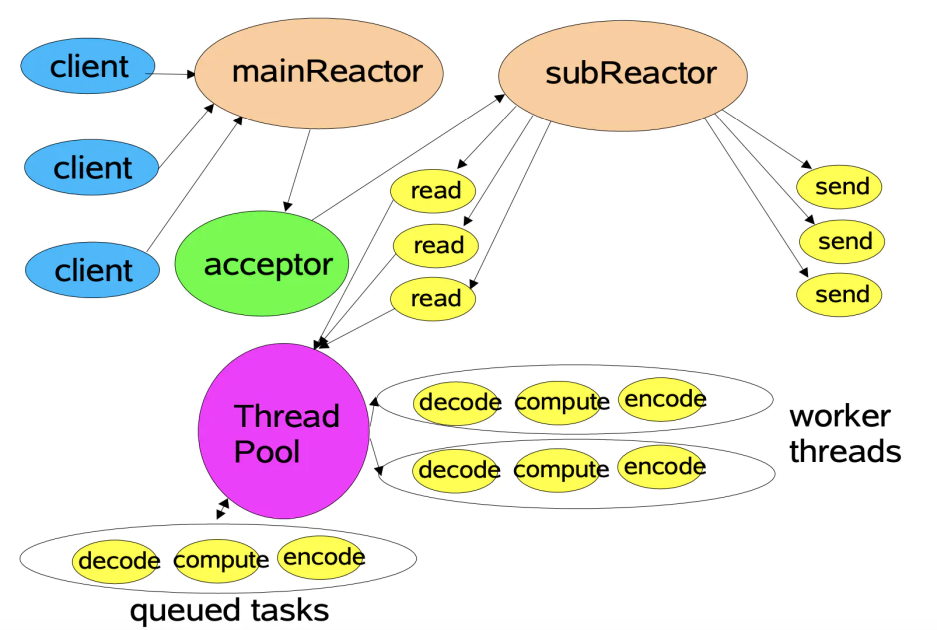 client
mainReactor
subReactor
client
read
send
read
send
client
acceptor
read
send
Thread
Pool
decode compute encode
worker
threads
decode compute encode
decode compute encode
queued tasks